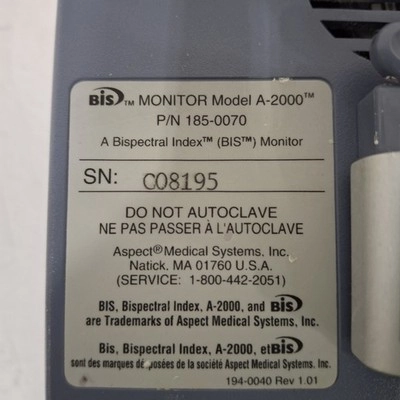 BIS™ MONITOR Model A-2000™
P/N 185-0070
A Bispectral Index™ (BIS™) Monitor
SN: C08195
DO NOT AUTOCLAVE
NE PAS PASSER À L'AUTOCLAVE
Aspect® Medical Systems, Inc.
Natick, MA 01760 U.S.A.
(SERVICE: 1-800-442-2051)
BIS, Bispectral Index, A-2000, and BIS
are Trademarks of Aspect Medical Systems, Inc.
Bis, Bispectral Index, A-2000, et BIS
sont des marques déposées de la société Aspect Medical Systems, Inc.
194-0040 Rev 1.01